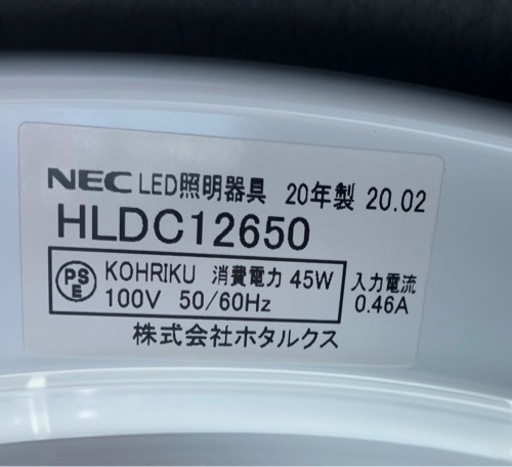 NEC LED照明器具 20年製 20.02
HLDC12650
PSE KOHRIKU 消費電力 45W 入力電流
100V 50/60Hz 0.46A
株式会社ホタルクス